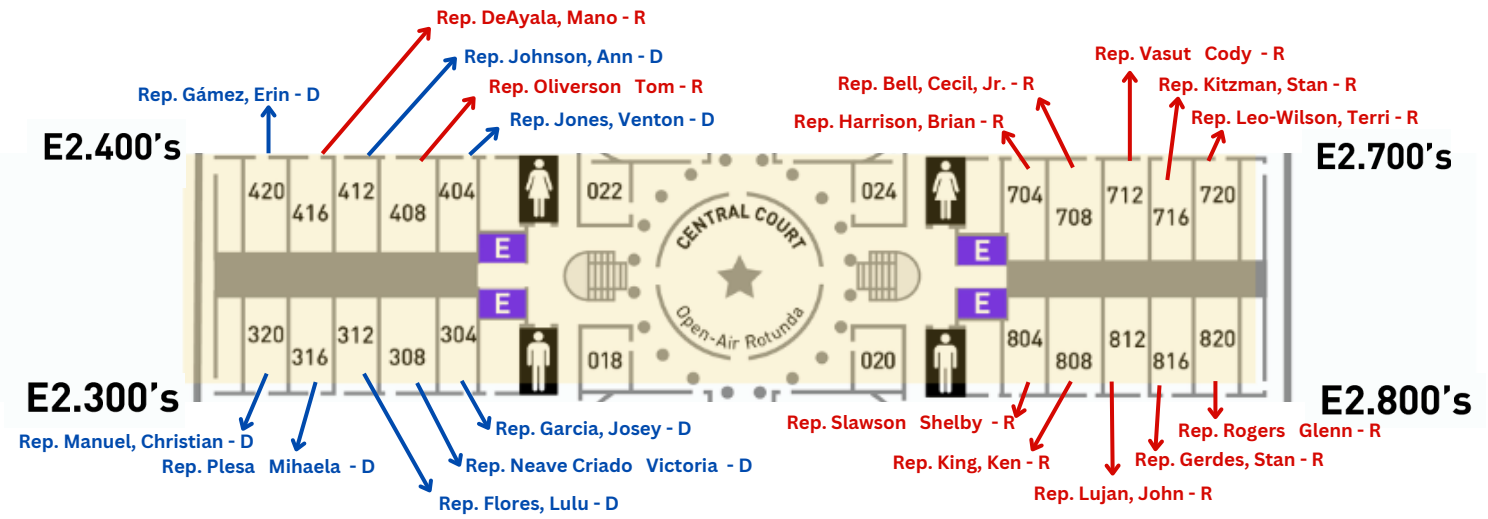 Rep. DeAyala, Mano - R
Rep. Johnson, Ann - D
Rep. Vasut Cody - R
Rep. Gámez, Erin - D
Rep. Oliverson Tom - R
Rep. Bell, Cecil, Jr. - R
Rep. Kitzman, Stan - R
Rep. Jones, Venton - D
Rep. Harrison, Brian - R
Rep. Leo-Wilson, Terri - R
E2.400's
E2.700's
420
416
412
408
404
022
024
704
708
712
716
720
E
E
CENTRAL COURT
Open-Air Rotunda
E
E
320
316
312
308
304
018
020
804
808
812
816
820
E2.300's
E2.800's
Rep. Manuel, Christian - D
Rep. Garcia, Josey - D
Rep. Slawson Shelby - R
Rep. Rogers Glenn - R
Rep. Plesa Mihaela - D
Rep. Neave Criado Victoria - D
Rep. King, Ken - R
Rep. Gerdes, Stan - R
Rep. Flores, Lulu - D
Rep. Lujan, John - R